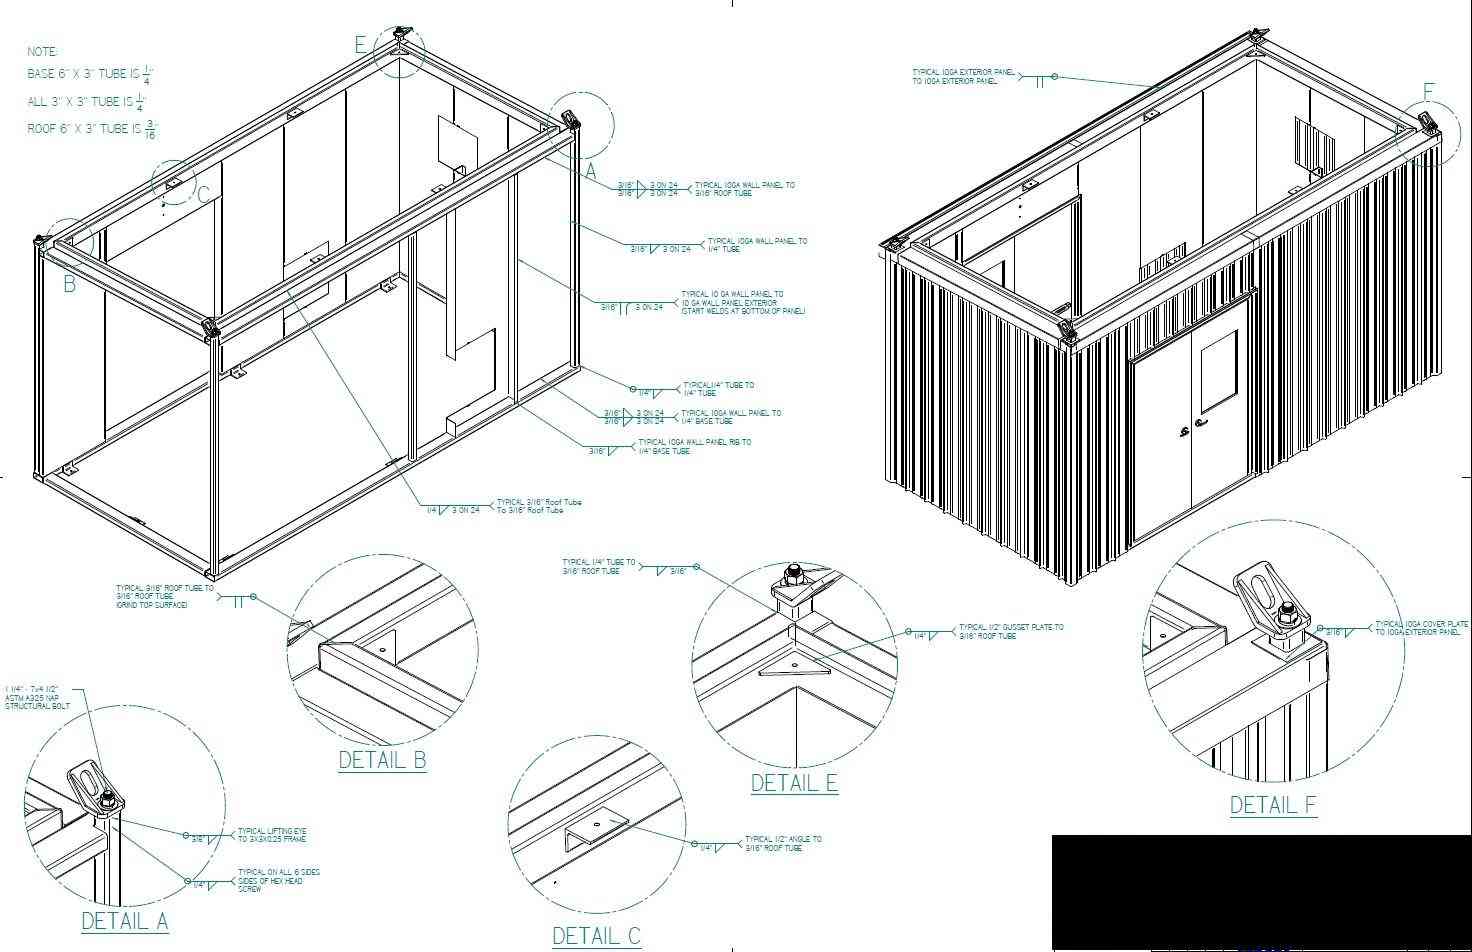 NOTE:
BASE 6" X 3" TUBE IS 1/4"
ALL 3" X 3" TUBE IS 1/4"
ROOF 6" X 3" TUBE IS 3/16"
E
A
C
B
3/16" 3 ON 24
3/16" 3 ON 24
TYPICAL 10GA WALL PANEL TO
3/16" ROOF TUBE
3/16" 3 ON 24
TYPICAL 10GA WALL PANEL TO
1/4" TUBE
3/16" 3 ON 24
TYPICAL 10 GA WALL PANEL TO
10 GA WALL PANEL EXTERIOR
(START WELDS AT BOTTOM OF PANEL)
1/4"
TYPICAL 1/4" TUBE TO
1/4" TUBE
3/16" 3 ON 24
3/16" 3 ON 24
TYPICAL 10GA WALL PANEL TO
1/4" BASE TUBE
3/16"
TYPICAL 10GA WALL PANEL RIB TO
1/4" BASE TUBE
1/4 3 ON 24
TYPICAL 3/16" Roof Tube
To 3/16" Roof Tube
TYPICAL 10GA EXTERIOR PANEL
TO 10GA EXTERIOR PANEL
F
TYPICAL 3/16" ROOF TUBE TO
3/16" ROOF TUBE
(GRIND TOP SURFACE)
DETAIL B
1 1/4" - 7x4 1/2"
ASTM A325
STRUCTURAL BOLT
3/16"
TYPICAL LIFTING EYE
TO 3X3X0.25 FRAME
1/4"
TYPICAL ON ALL 6 SIDES
SIDES OF HEX HEAD
SCREW
DETAIL A
1/4"
TYPICAL 1/2" ANGLE TO
3/16" ROOF TUBE
DETAIL C
TYPICAL 1/4" TUBE TO
3/16" ROOF TUBE
3/16"
1/4"
TYPICAL 1/2" GUSSET PLATE TO
3/16" ROOF TUBE
DETAIL E
3/16"
TYPICAL 10GA COVER PLATE
TO 10GA EXTERIOR PANEL
DETAIL F